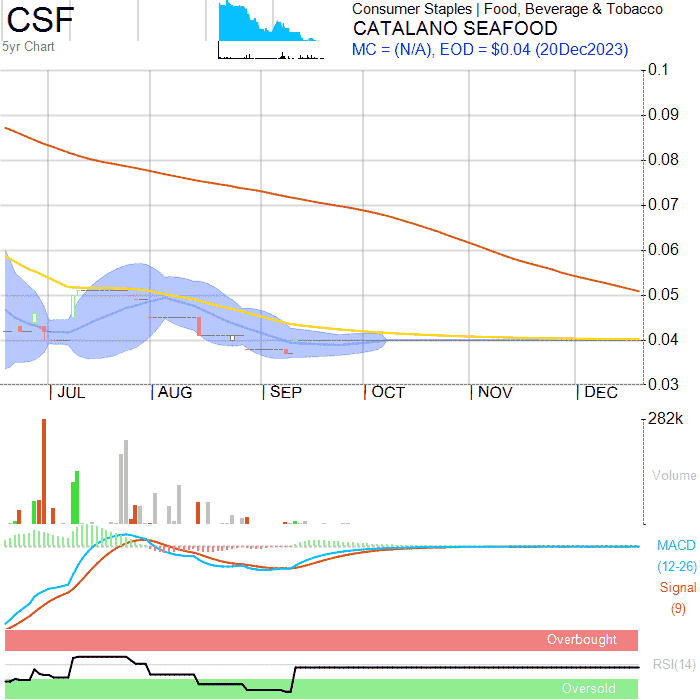 CSF
5yr Chart
Consumer Staples | Food, Beverage & Tobacco
CATALANO SEAFOOD
MC = (N/A), EOD = $0.04 (20Dec2023)
0.1
0.09
0.08
0.07
0.06
0.05
0.04
0.03
JUL AUG SEP OCT NOV DEC
282k
Volume
MACD
(12-26)
Signal
(9)
Overbought
RSI(14)
Oversold